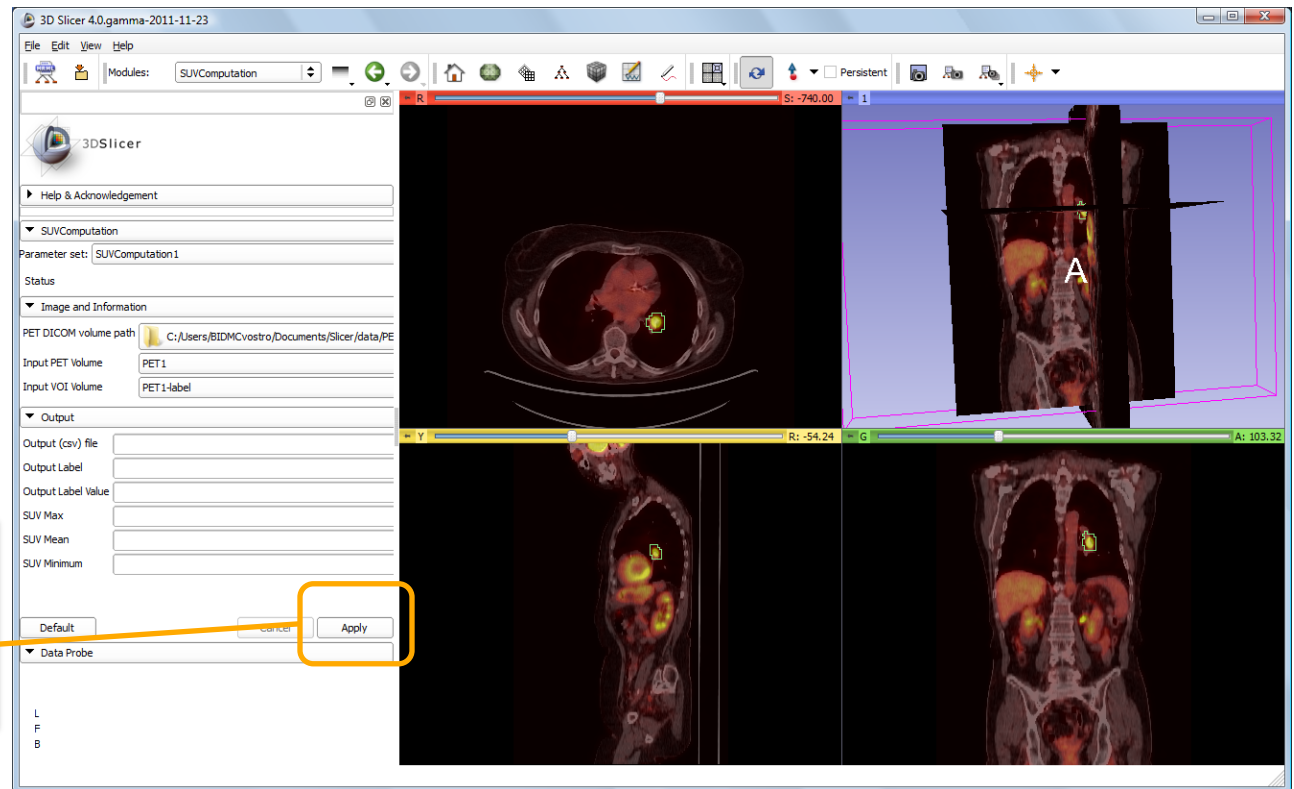 3D Slicer 4.0.gamma-2011-11-23
File Edit View Help
Modules: SUVComputation Persistent
R S: -740.00 1
3DSlicer
Help & Acknowledgement
SUVComputation
Parameter set: SUVComputation1
Status
Image and Information
PET DICOM volume path C:/Users/BIDMCvostro/Documents/Slicer/data/PE
Input PET Volume PET1
Input VOI Volume PET1-label
A
Output
Y R: -54.24 G A: 103.32
Output (csv) file
Output Label
Output Label Value
SUV Max
SUV Mean
SUV Minimum
Default Cancel Apply
Data Probe
L
F
B